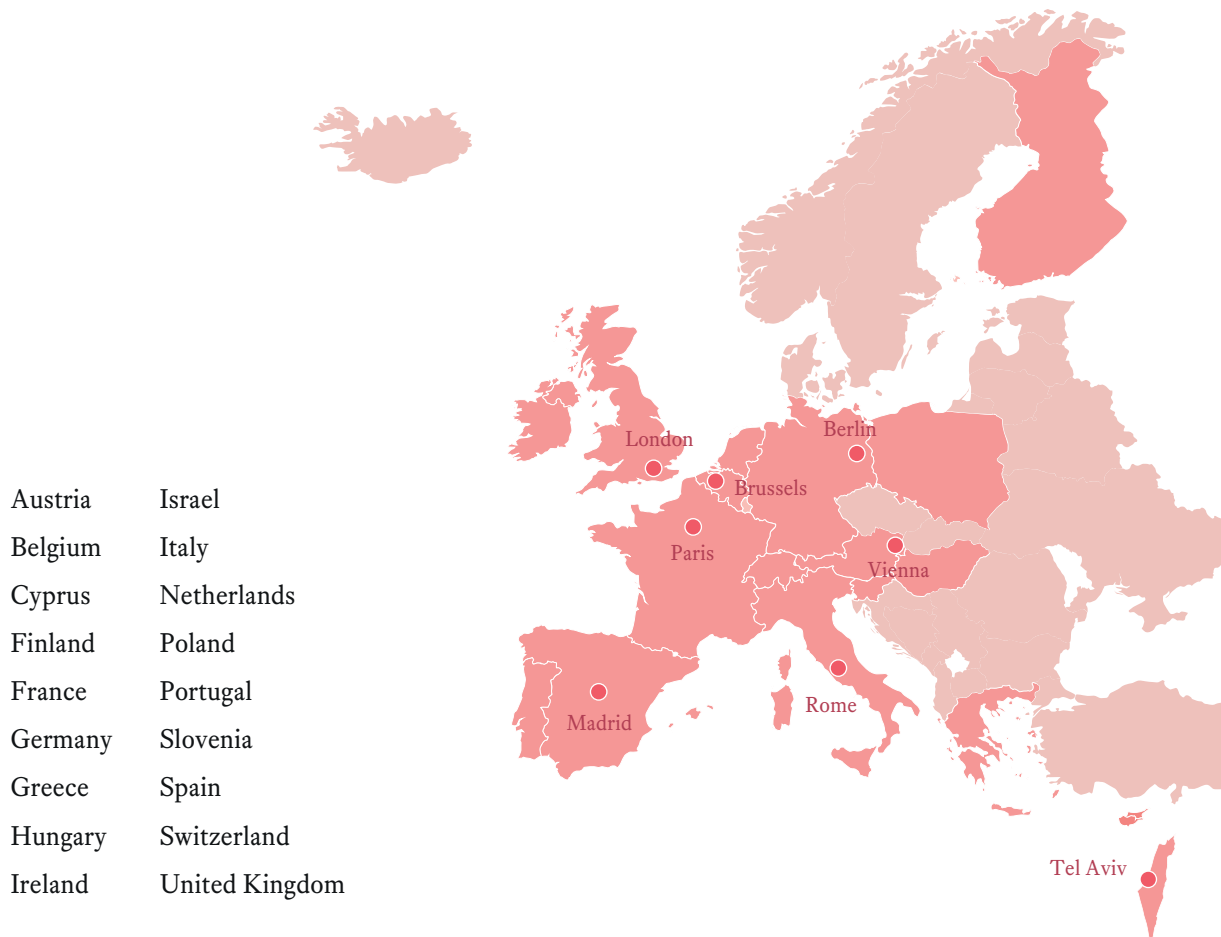 London
Berlin
Brussels
Paris
Vienna
Rome
Madrid
Tel Aviv
Austria
Belgium
Cyprus
Finland
France
Germany
Greece
Hungary
Ireland
Israel
Italy
Netherlands
Poland
Portugal
Slovenia
Spain
Switzerland
United Kingdom